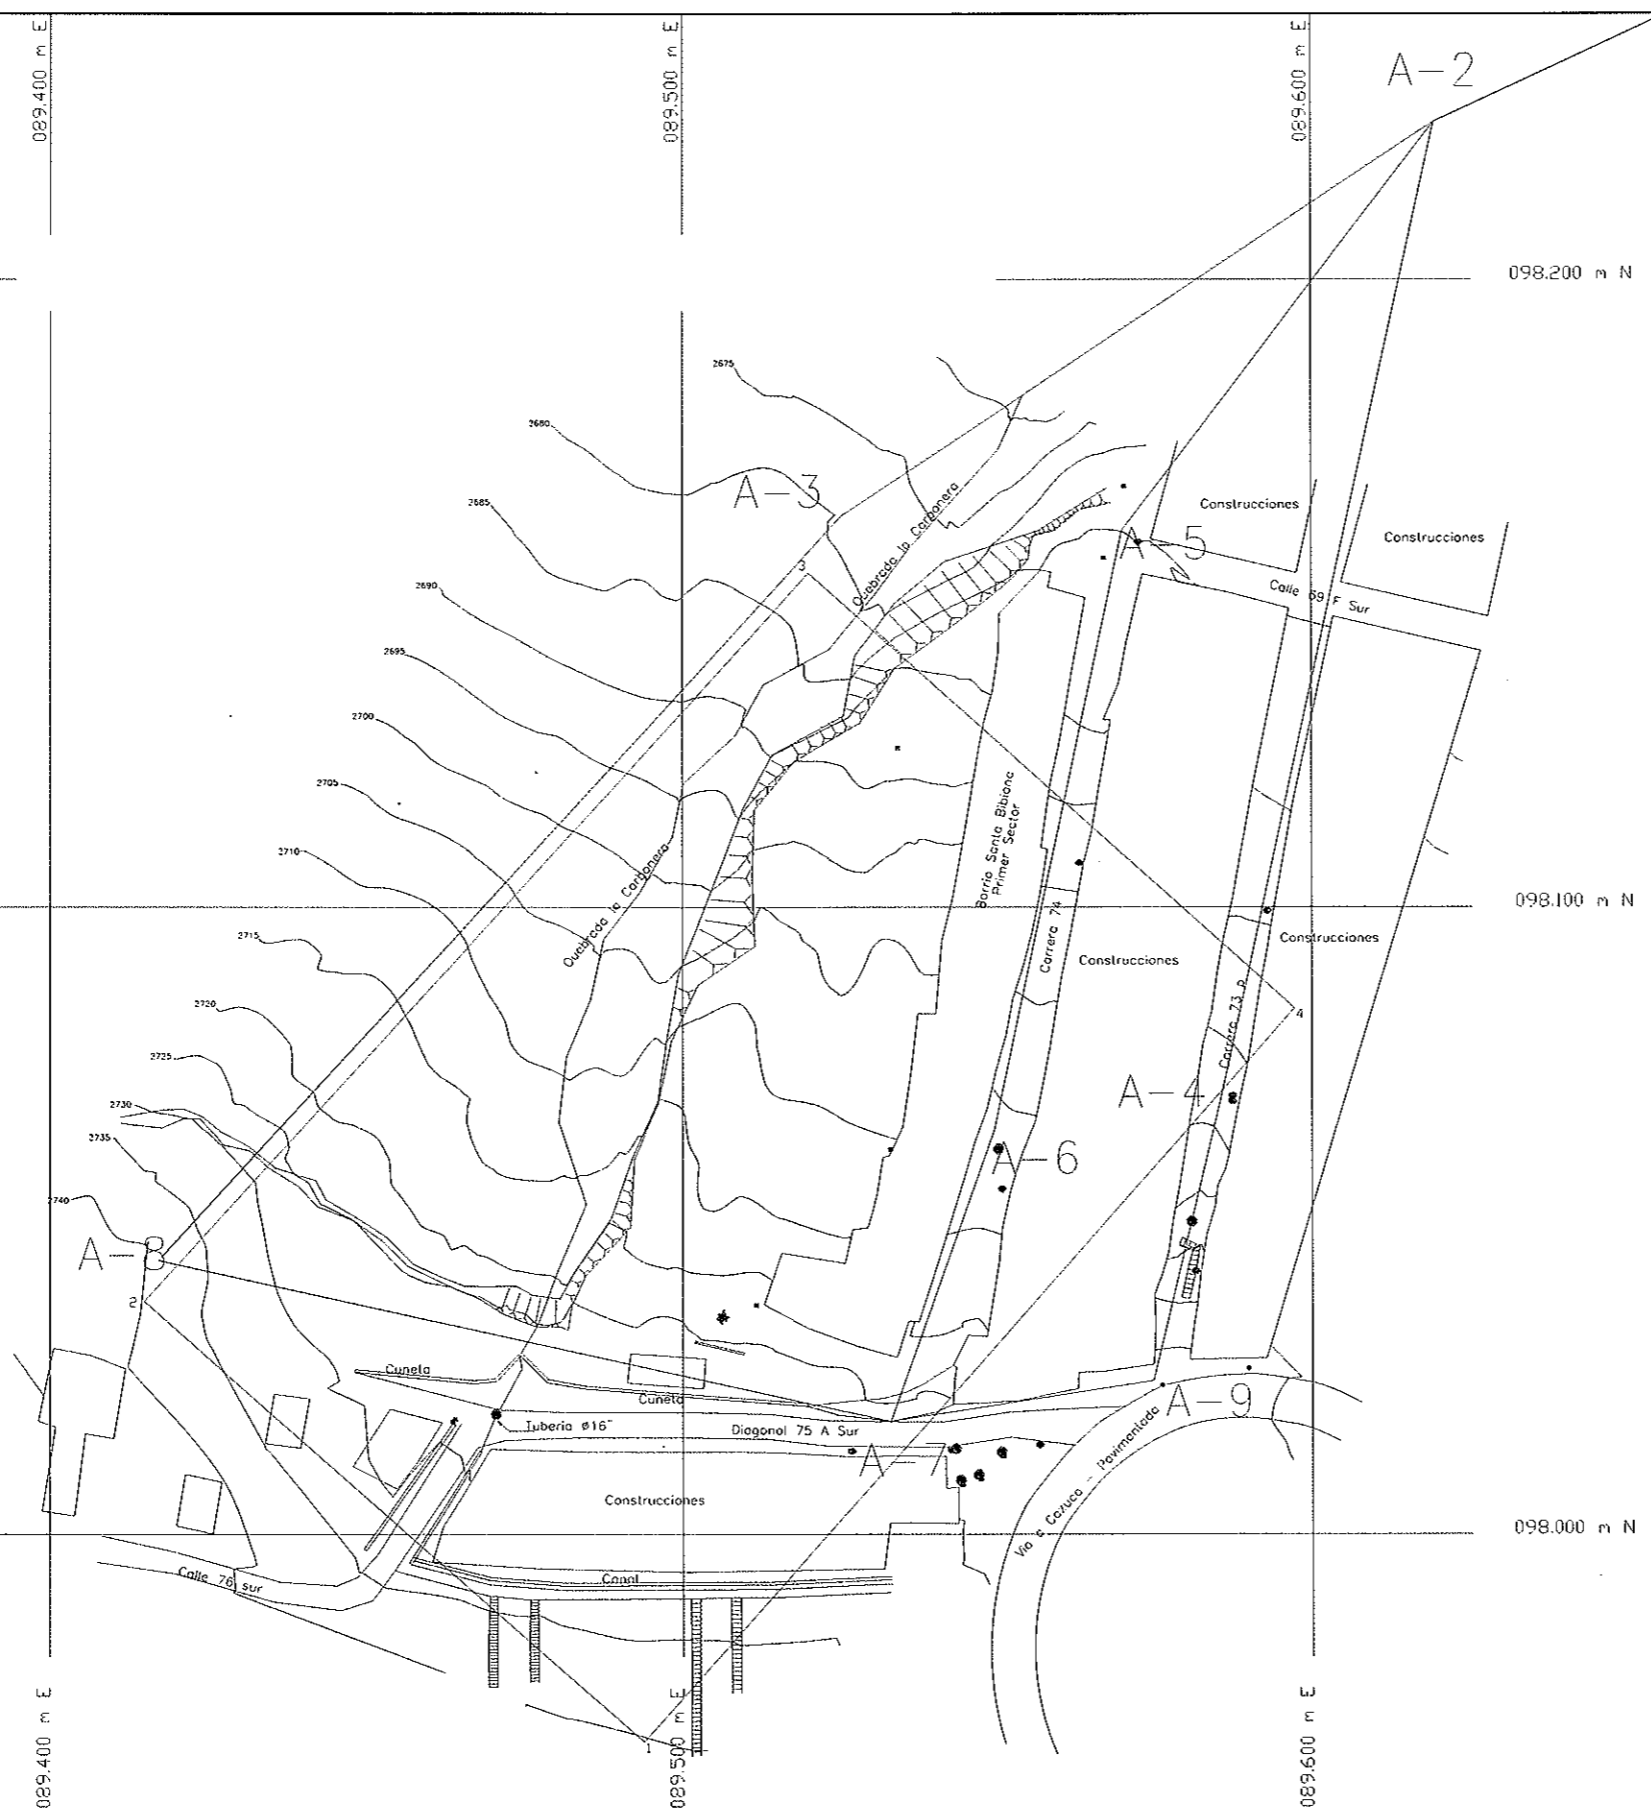 089.400 m E
089.500 m E
089.600 m E
A-2
098.200 m N
2675
2680
A-3
2685
Quebrada la Carbonera
Construcciones
Construcciones
A-5
3
2690
Calle 69 F Sur
2695
2700
2705
Barrio Santa Bibiana
Primer Sector
2710
Quebrada la Carbonera
098.100 m N
Carrera 74
Construcciones
Construcciones
2715
2720
Carrera 73 P
4
2725
2730
A-4
2735
A-6
2740
A-8
2
Cuneta
Cuneta
A-9
Tuberia ø16"
Diagonal 75 A Sur
A-7
Via a Cazuca - Pavimentada
Construcciones
098.000 m N
Calle 76 sur
Canal
1
089.400 m E
089.500 m E
089.600 m E